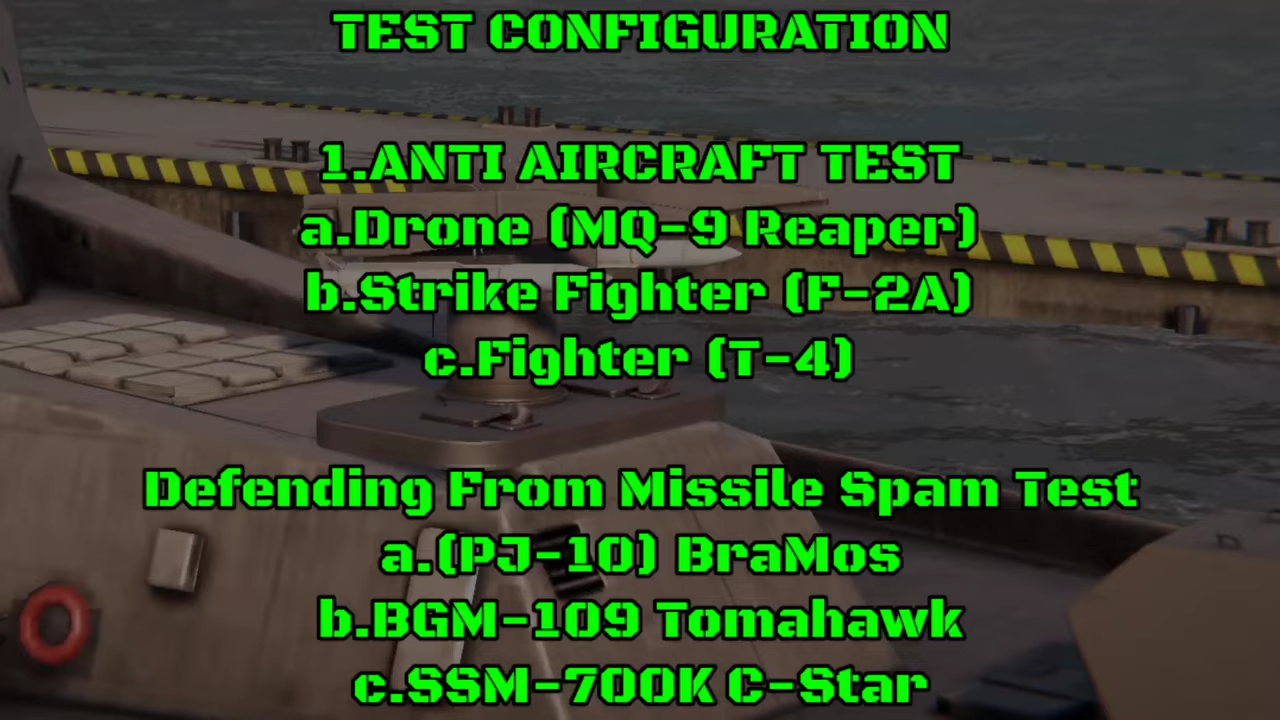 TEST CONFIGURATION
1.ANTI AIRCRAFT TEST
a.Drone (MQ-9 Reaper)
b.Strike Fighter (F-2A)
c.Fighter (T-4)
Defending From Missile Spam Test
a.(PJ-10) BraMos
b.BGM-109 Tomahawk
c.SSM-700K C-Star